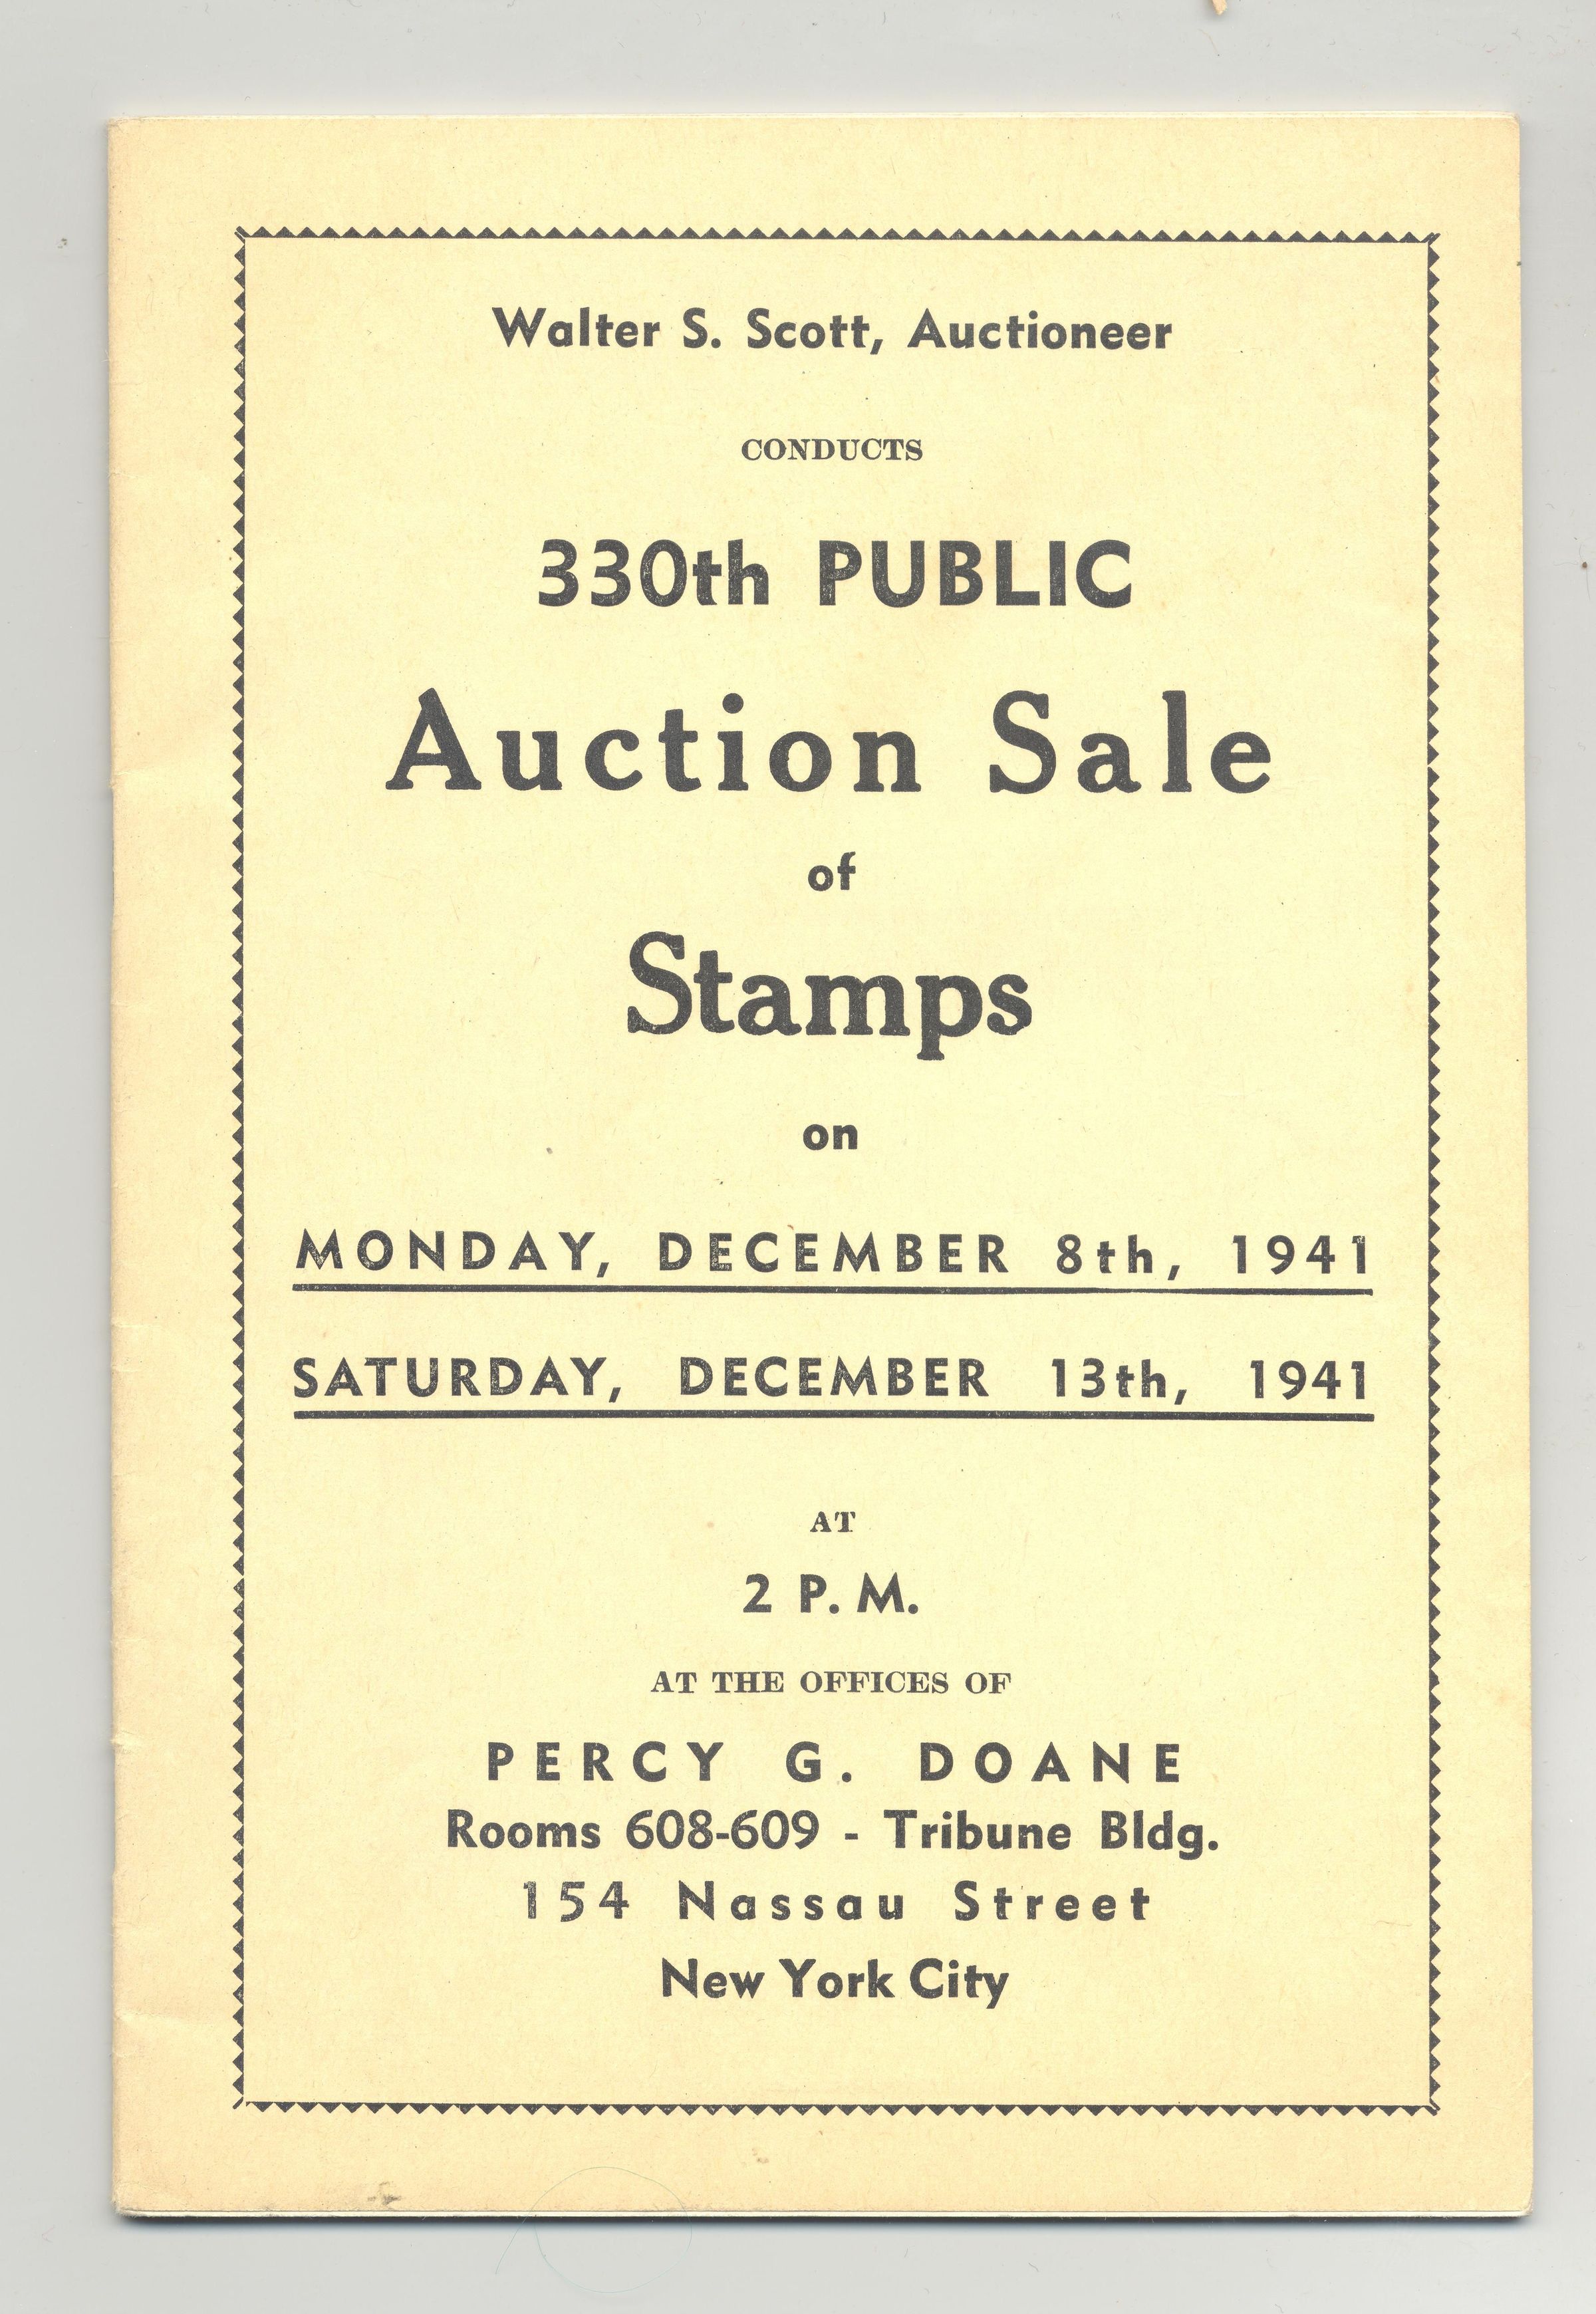 Walter S. Scott, Auctioneer
CONDUCTS
330th PUBLIC
Auction Sale
of
Stamps
on
MONDAY, DECEMBER 8th, 1941
SATURDAY, DECEMBER 13th, 1941
AT
2 P. M.
AT THE OFFICES OF
PERCY G. DOANE
Rooms 608-609 - Tribune Bldg.
154 Nassau Street
New York City